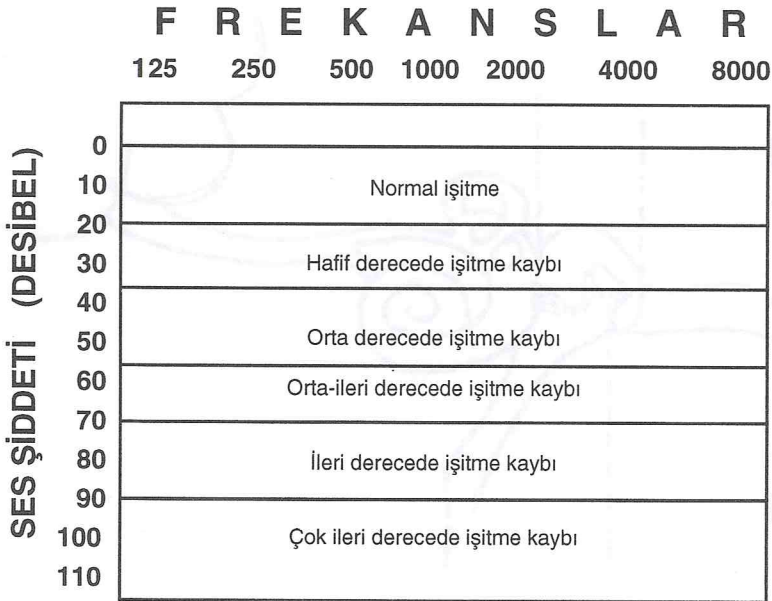 FREKANSLAR
125 250 500 1000 2000 4000 8000
SES ŞİDDETİ (DESİBEL)
0
10 Normal işitme
20
30 Hafif derecede işitme kaybı
40
50 Orta derecede işitme kaybı
60 Orta-ileri derecede işitme kaybı
70
80 İleri derecede işitme kaybı
90
100 Çok ileri derecede işitme kaybı
110